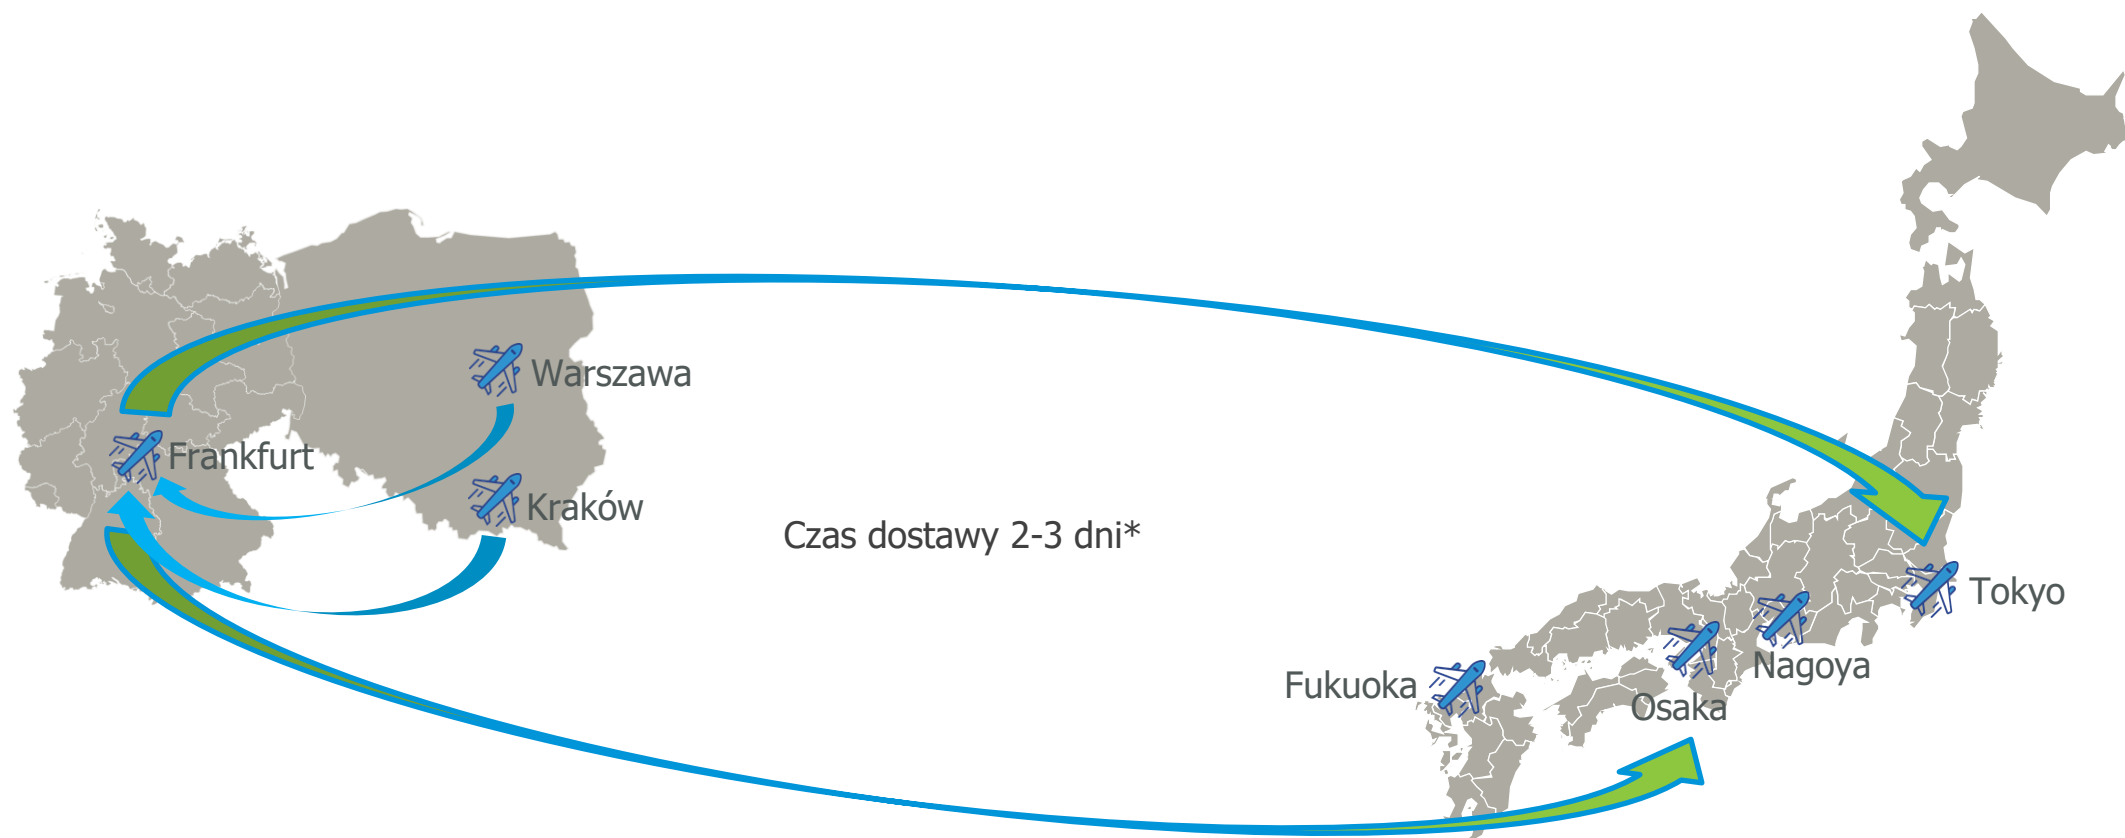 Warszawa
Frankfurt
Kraków
Czas dostawy 2-3 dni*
Tokyo
Nagoya
Fukuoka
Osaka